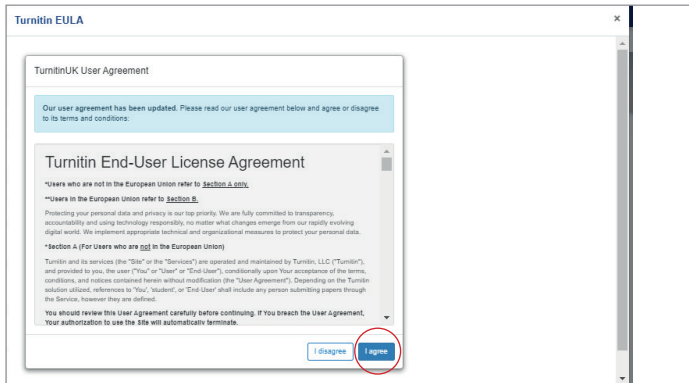 Turnitin EULA
×
TurnitinUK User Agreement
Our user agreement has been updated. Please read our user agreement below and agree or disagree
to its terms and conditions:
Turnitin End-User License Agreement
*Users who are not in the European Union refer to Section A only.
**Users in the European Union refer to Section B.
Protecting your personal data and privacy is our top priority. We are fully committed to transparency,
accountability and using technology responsibly, no matter what changes emerge from our rapidly evolving
digital world. We implement appropriate technical and organizational measures to protect your personal data.
*Section A (For Users who are not in the European Union)
Turnitin and its services (the "Site" or the "Services") are operated and maintained by Turnitin, LLC ("Turnitin"),
and provided to you, the user ("You" or "User" or "End-User"), conditionally upon Your acceptance of the terms,
conditions, and notices contained herein without modification (the "User Agreement"). Depending on the Turnitin
solution utilized, references to 'You', 'student', or 'End-User' shall include any person submitting papers through
the Service, however they are defined.
You should review this User Agreement carefully before continuing. If You breach the User Agreement,
Your authorization to use the Site will automatically terminate.
I disagree
I agree